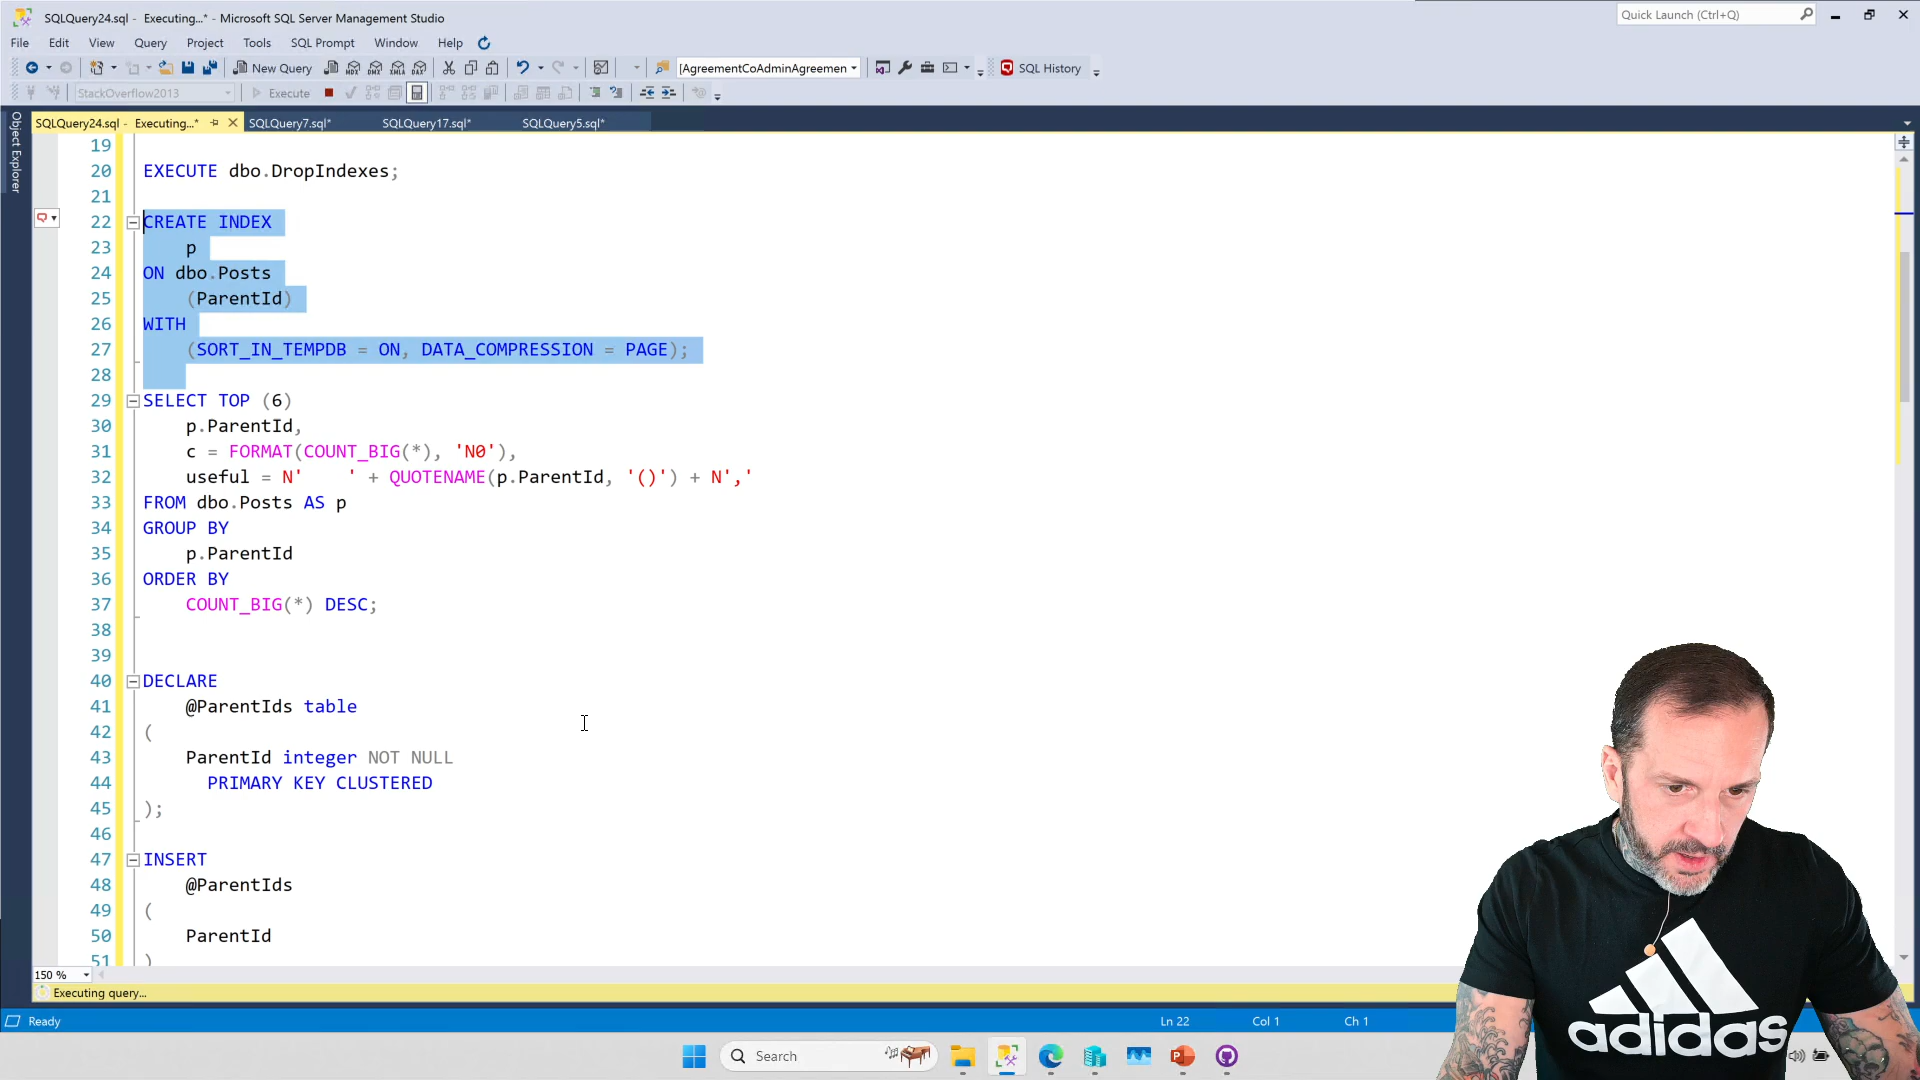 SQLQuery24.sql - Executing...* - Microsoft SQL Server Management Studio
Quick Launch (Ctrl+Q)
File Edit View Query Project Tools SQL Prompt Window Help
New Query MDX DMX XMLA DAX [AgreementCoAdminAgreemen SQL History
StackOverflow2013 Execute
SQLQuery24.sql - Executing...* SQLQuery7.sql* SQLQuery17.sql* SQLQuery5.sql*
Object Explorer
19
20 EXECUTE dbo.DropIndexes;
21
22 CREATE INDEX
23 p
24 ON dbo.Posts
25 (ParentId)
26 WITH
27 (SORT_IN_TEMPDB = ON, DATA_COMPRESSION = PAGE);
28
29 SELECT TOP (6)
30 p.ParentId,
31 c = FORMAT(COUNT_BIG(*), 'N0'),
32 useful = N'    ' + QUOTENAME(p.ParentId, '()') + N','
33 FROM dbo.Posts AS p
34 GROUP BY
35 p.ParentId
36 ORDER BY
37 COUNT_BIG(*) DESC;
38
39
40 DECLARE
41 @ParentIds table
42 (
43 ParentId integer NOT NULL
44 PRIMARY KEY CLUSTERED
45 );
46
47 INSERT
48 @ParentIds
49 (
50 ParentId
51 )
150 %
Executing query...
Ready Ln 22 Col 1 Ch 1
Search
adidas